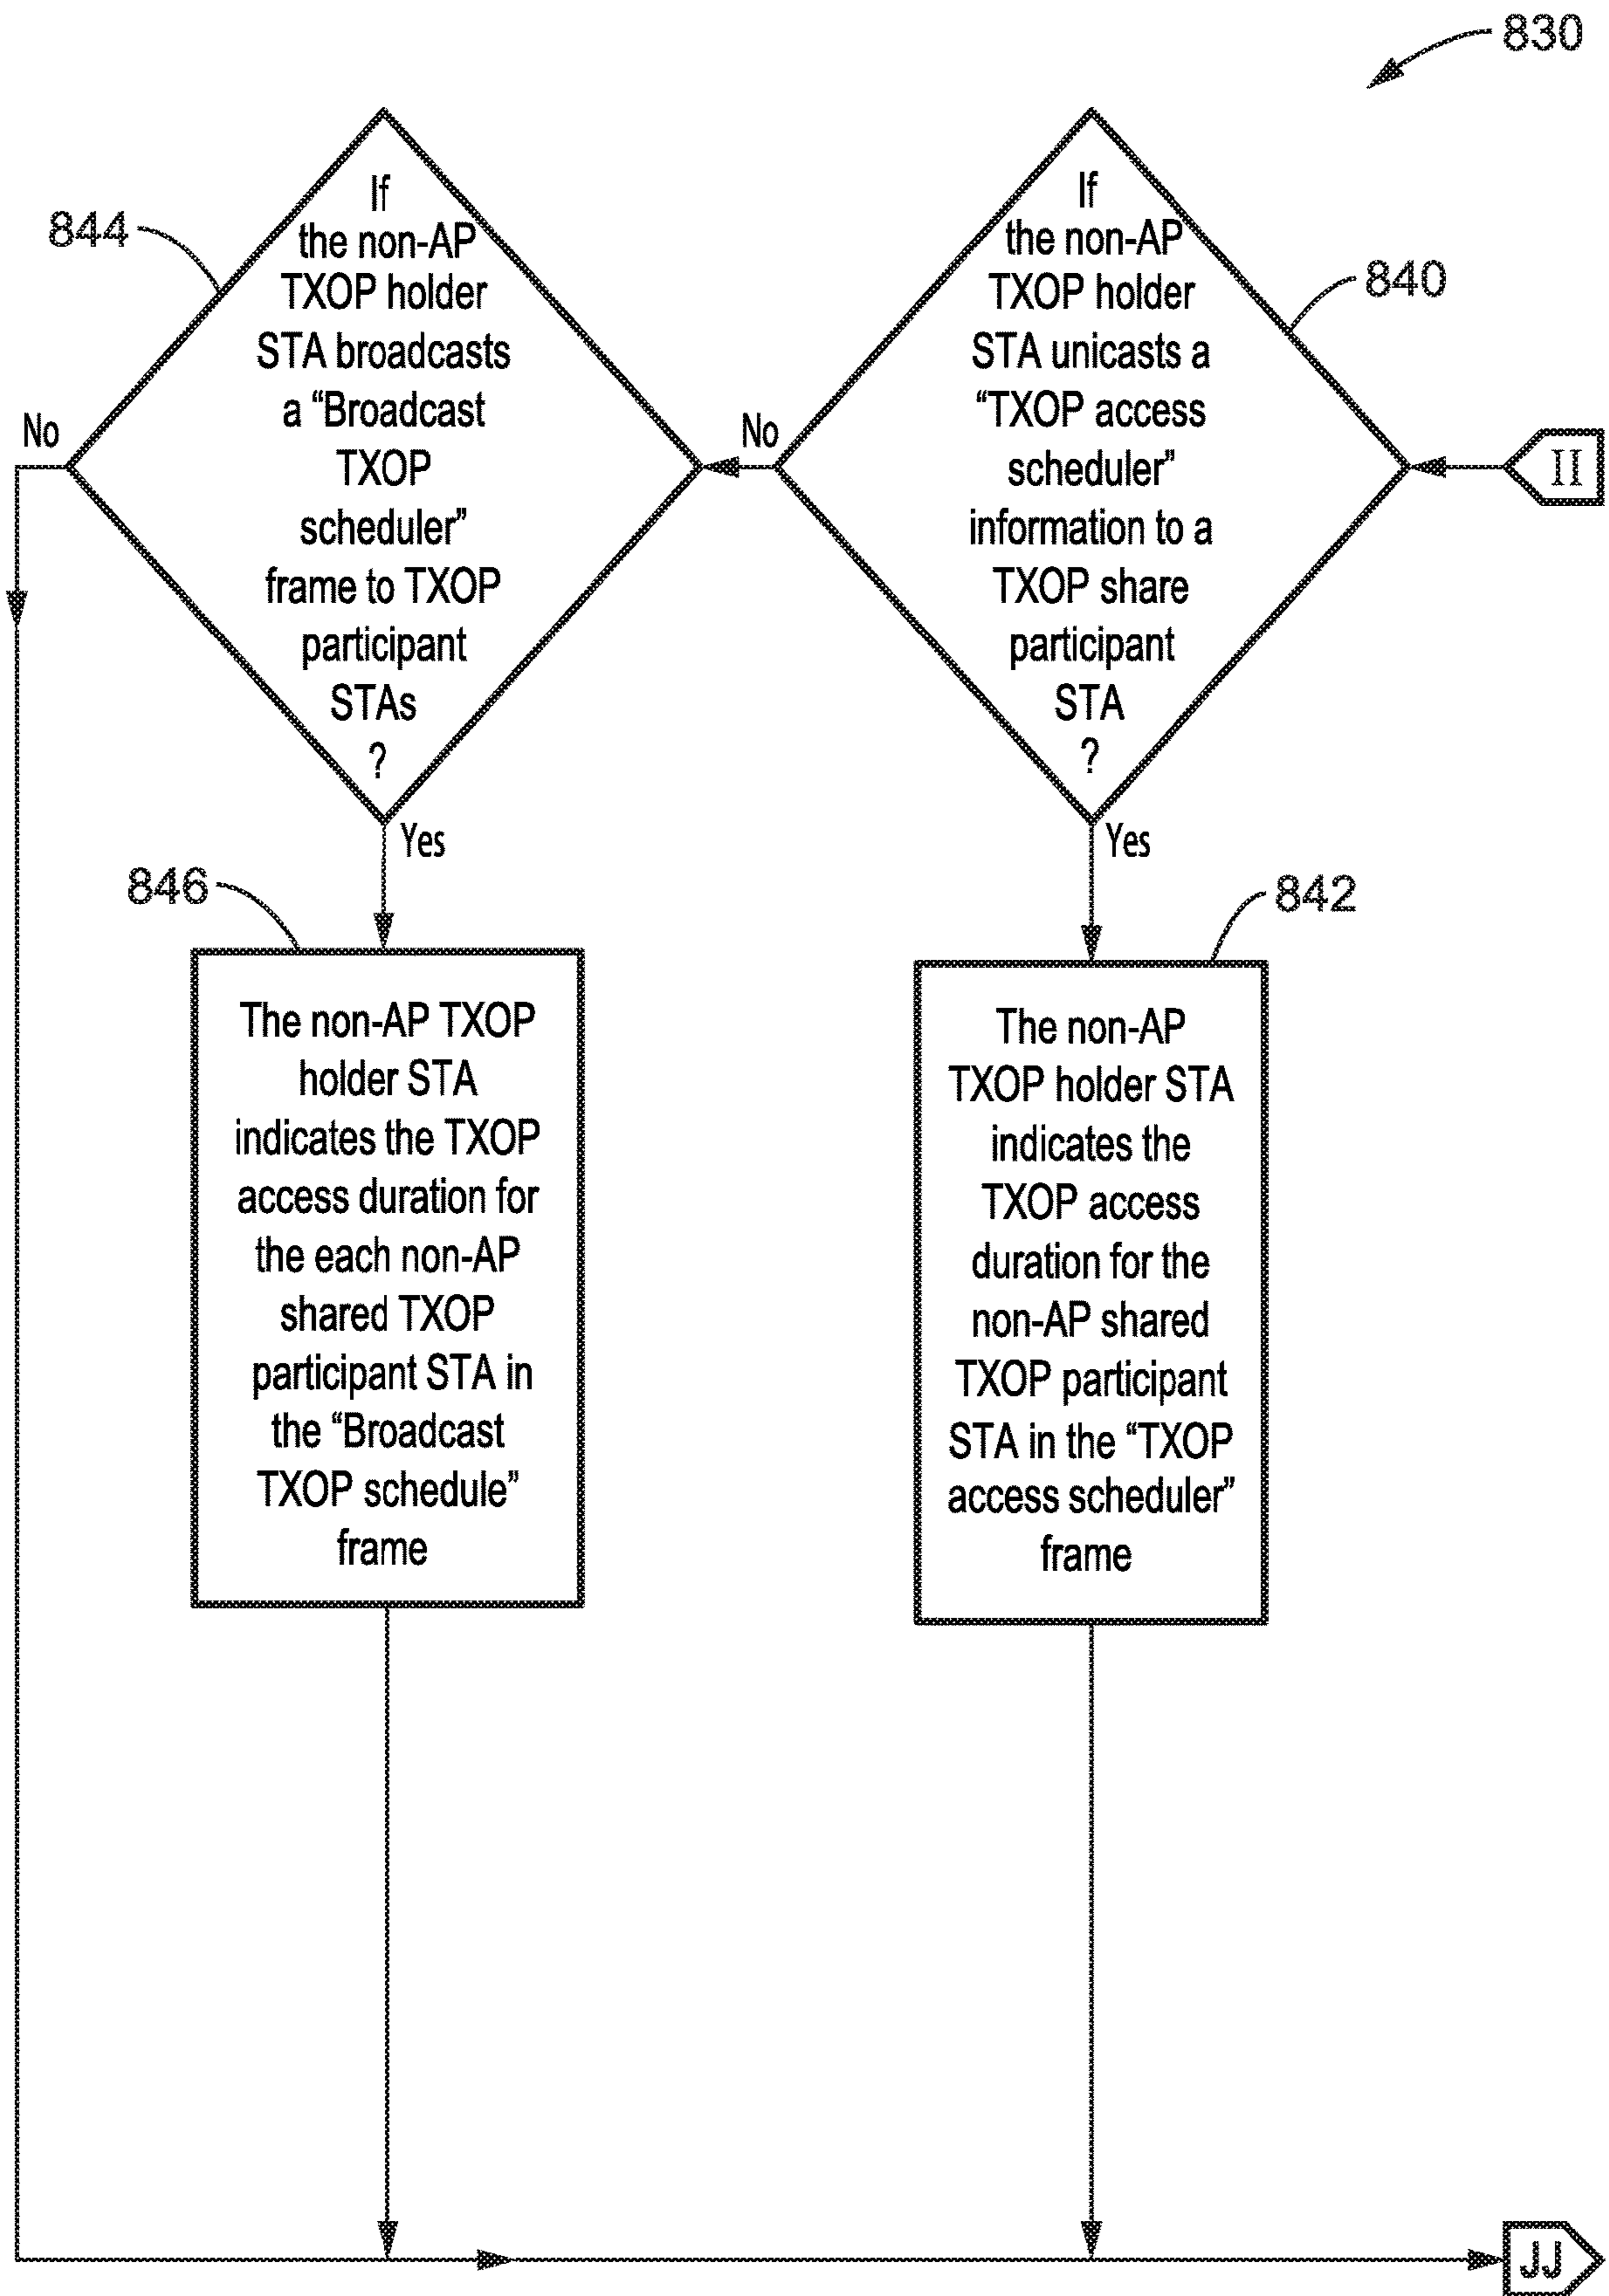 830
844
If
the non-AP
TXOP holder
STA broadcasts
a “Broadcast
TXOP
scheduler”
frame to TXOP
participant
STAs
?
No
Yes
840
If
the non-AP
TXOP holder
STA unicasts a
“TXOP access
scheduler”
information to a
TXOP share
participant
STA
?
No
Yes
II
846
The non-AP TXOP
holder STA
indicates the TXOP
access duration for
the each non-AP
shared TXOP
participant STA in
the “Broadcast
TXOP schedule”
frame
842
The non-AP
TXOP holder STA
indicates the
TXOP access
duration for the
non-AP shared
TXOP participant
STA in the “TXOP
access scheduler”
frame
JJ